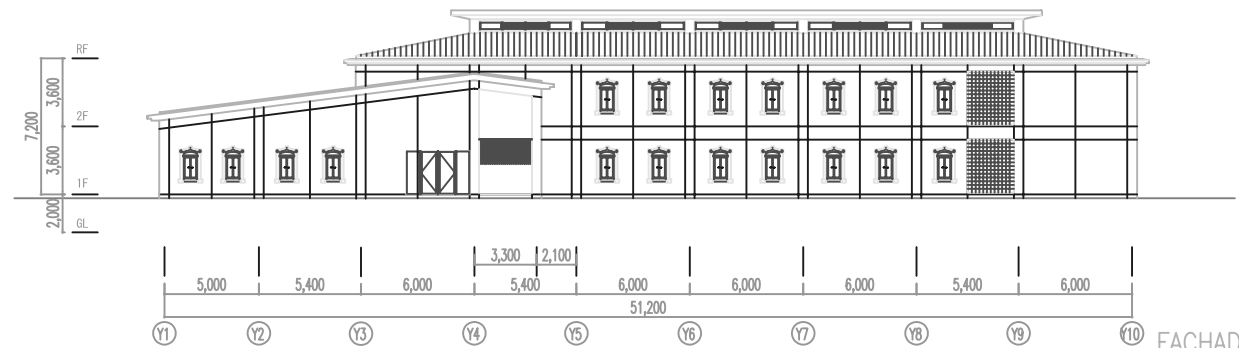 RF
3,600
2F
7,200
3,600
1F
2,000
GL
3,300 2,100
5,000 5,400 6,000 5,400 6,000 6,000 6,000 5,400 6,000
51,200
Y1 Y2 Y3 Y4 Y5 Y6 Y7 Y8 Y9 Y10
FACHAD